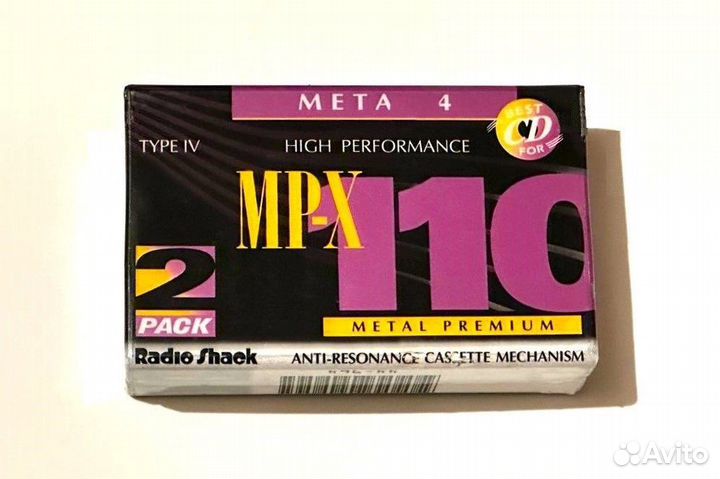 META 4
BEST
CD
FOR
TYPE IV
HIGH PERFORMANCE
MP-X
110
2
PACK
METAL PREMIUM
Radio Shack
ANTI-RESONANCE CASSETTE MECHANISM
Avito